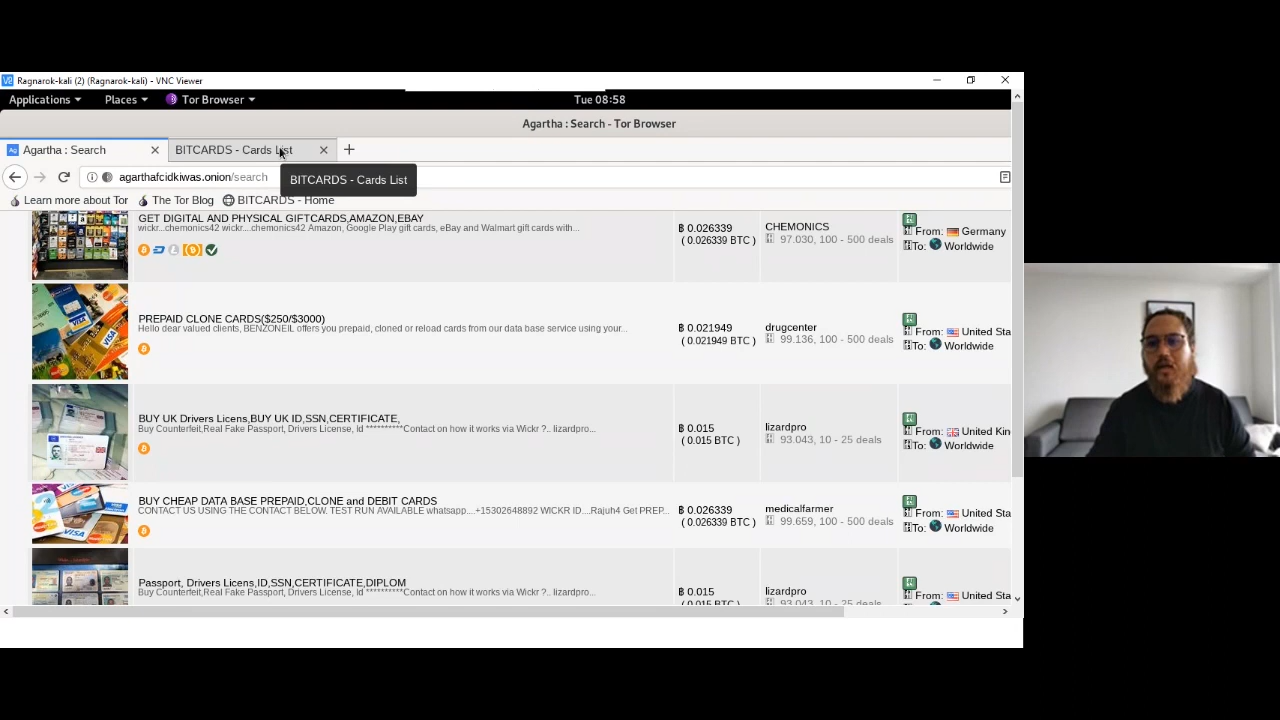 Ragnarok-kali (2) (Ragnarok-kali) - VNC Viewer
Applications Places Tor Browser Tue 08:58
Agartha : Search - Tor Browser
Agartha : Search BITCARDS - Cards List
agarthafcidkiwas.onion/search
BITCARDS - Cards List
Learn more about Tor The Tor Blog BITCARDS - Home
GET DIGITAL AND PHYSICAL GIFTCARDS,AMAZON,EBAY
wickr...chemonics42 wickr...chemonics42 Amazon, Google Play gift cards, eBay and Walmart gift cards with...
฿ 0.026339
( 0.026339 BTC )
CHEMONICS
97.030, 100 - 500 deals
From: Germany
To: Worldwide
PREPAID CLONE CARDS($250/$3000)
Hello dear valued clients, BENZONEIL offers you prepaid, cloned or reload cards from our data base service using your...
฿ 0.021949
( 0.021949 BTC )
drugcenter
99.136, 100 - 500 deals
From: United Sta
To: Worldwide
BUY UK Drivers Licens,BUY UK ID,SSN,CERTIFICATE,
Buy Counterfeit,Real Fake Passport, Drivers License, Id **********Contact on how it works via Wickr ?.. lizardpro...
฿ 0.015
( 0.015 BTC )
lizardpro
93.043, 10 - 25 deals
From: United Kin
To: Worldwide
BUY CHEAP DATA BASE PREPAID,CLONE and DEBIT CARDS
CONTACT US USING THE CONTACT BELOW. TEST RUN AVAILABLE whatsapp....+15302648892 WICKR ID....Rajuh4 Get PREP...
฿ 0.026339
( 0.026339 BTC )
medicalfarmer
99.659, 100 - 500 deals
From: United Sta
To: Worldwide
Passport, Drivers Licens,ID,SSN,CERTIFICATE,DIPLOM
Buy Counterfeit,Real Fake Passport, Drivers License, Id **********Contact on how it works via Wickr ?.. lizardpro...
฿ 0.015
( 0.015 BTC )
lizardpro
93.043, 10 - 25 deals
From: United Sta